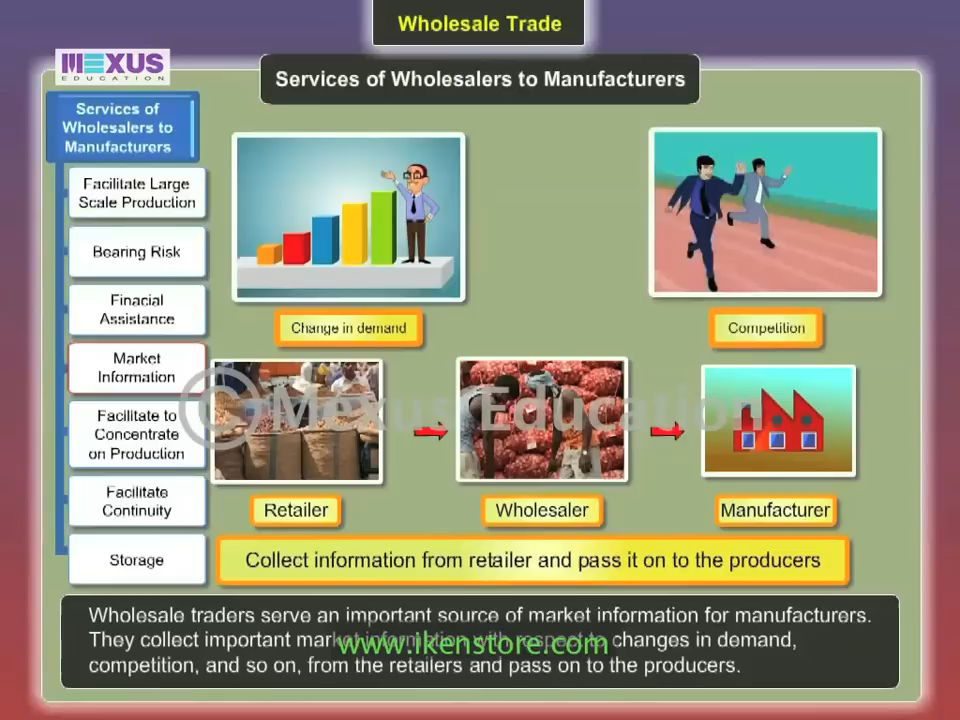 Wholesale Trade
MEXUS
EDUCATION
Services of Wholesalers to Manufacturers
Services of
Wholesalers to
Manufacturers
Facilitate Large
Scale Production
Bearing Risk
Finacial
Assistance
Market
Information
Facilitate to
Concentrate
on Production
Facilitate
Continuity
Storage
Change in demand
Competition
© Mexus Education
Retailer
Wholesaler
Manufacturer
Collect information from retailer and pass it on to the producers
Wholesale traders serve an important source of market information for manufacturers.
They collect important market information with respect to changes in demand,
www.ikenstore.com
competition, and so on, from the retailers and pass on to the producers.